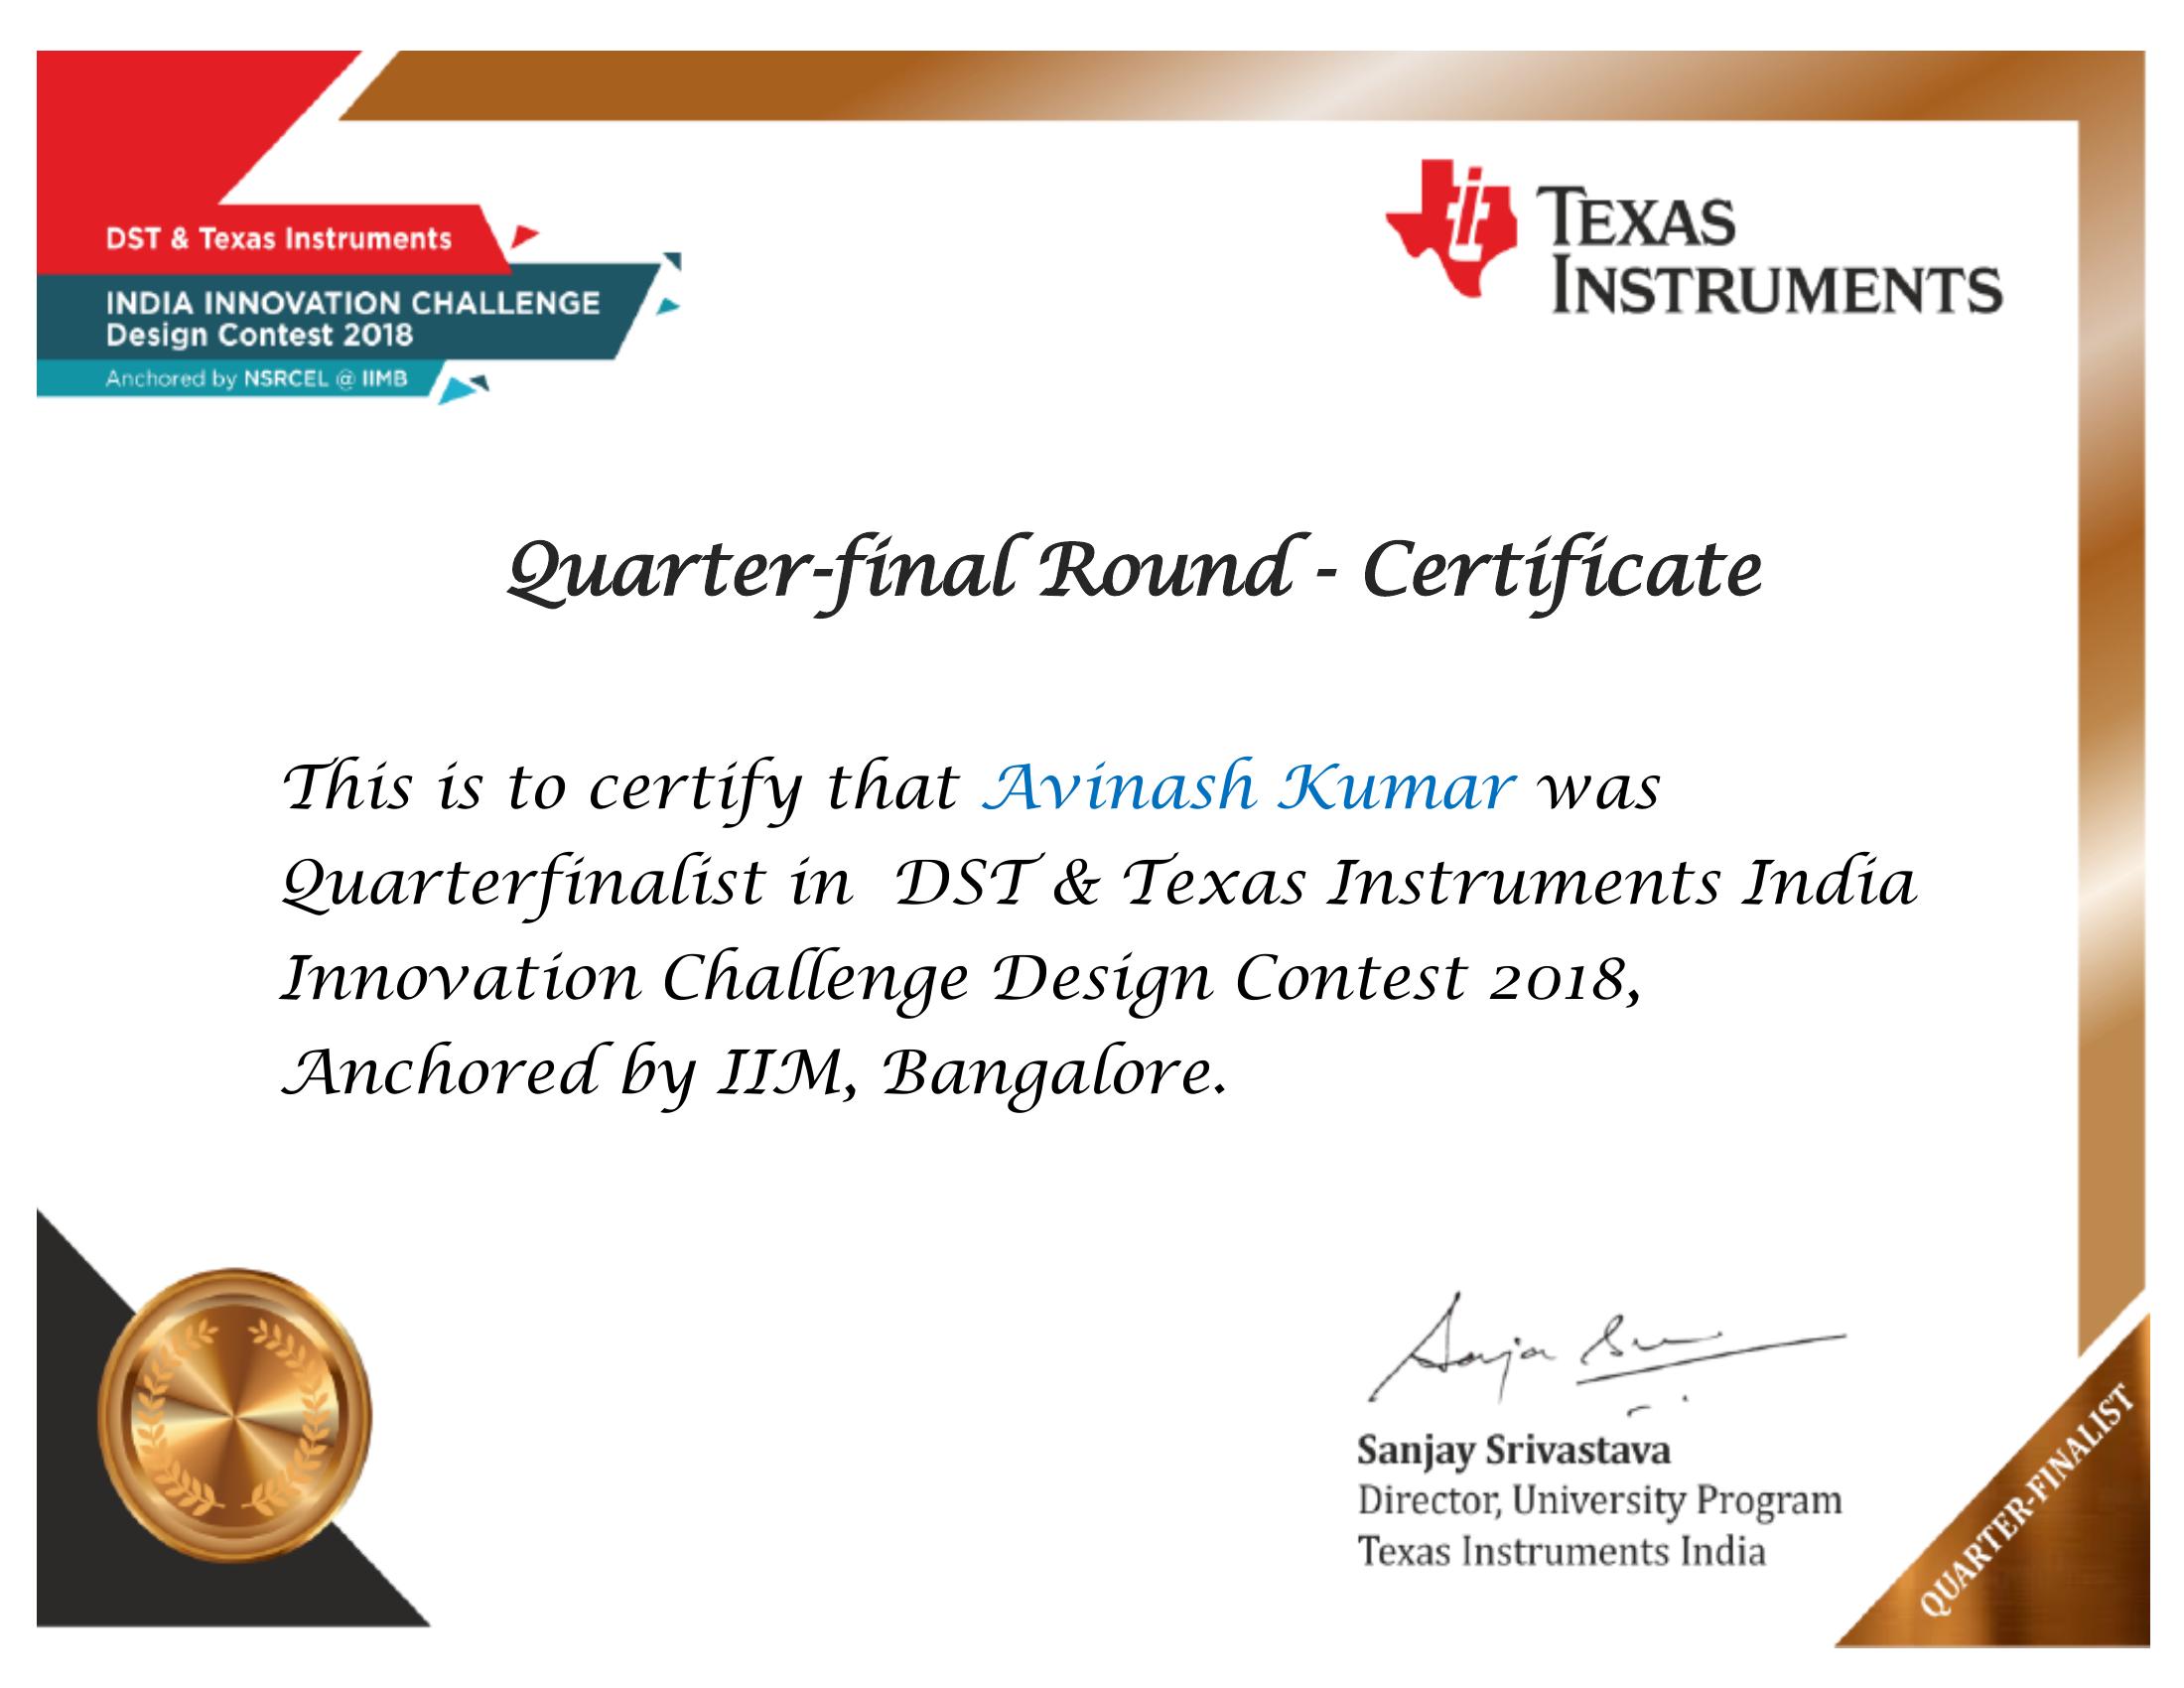 DST & Texas Instruments
INDIA INNOVATION CHALLENGE
Design Contest 2018
Anchored by NSRCEL @ IIMB
TEXAS
INSTRUMENTS
Quarter-final Round - Certificate
This is to certify that Avinash Kumar was
Quarterfinalist in DST & Texas Instruments India
Innovation Challenge Design Contest 2018,
Anchored by IIM, Bangalore.
Sanjay Srivastava
Director, University Program
Texas Instruments India
QUARTER-FINALIST